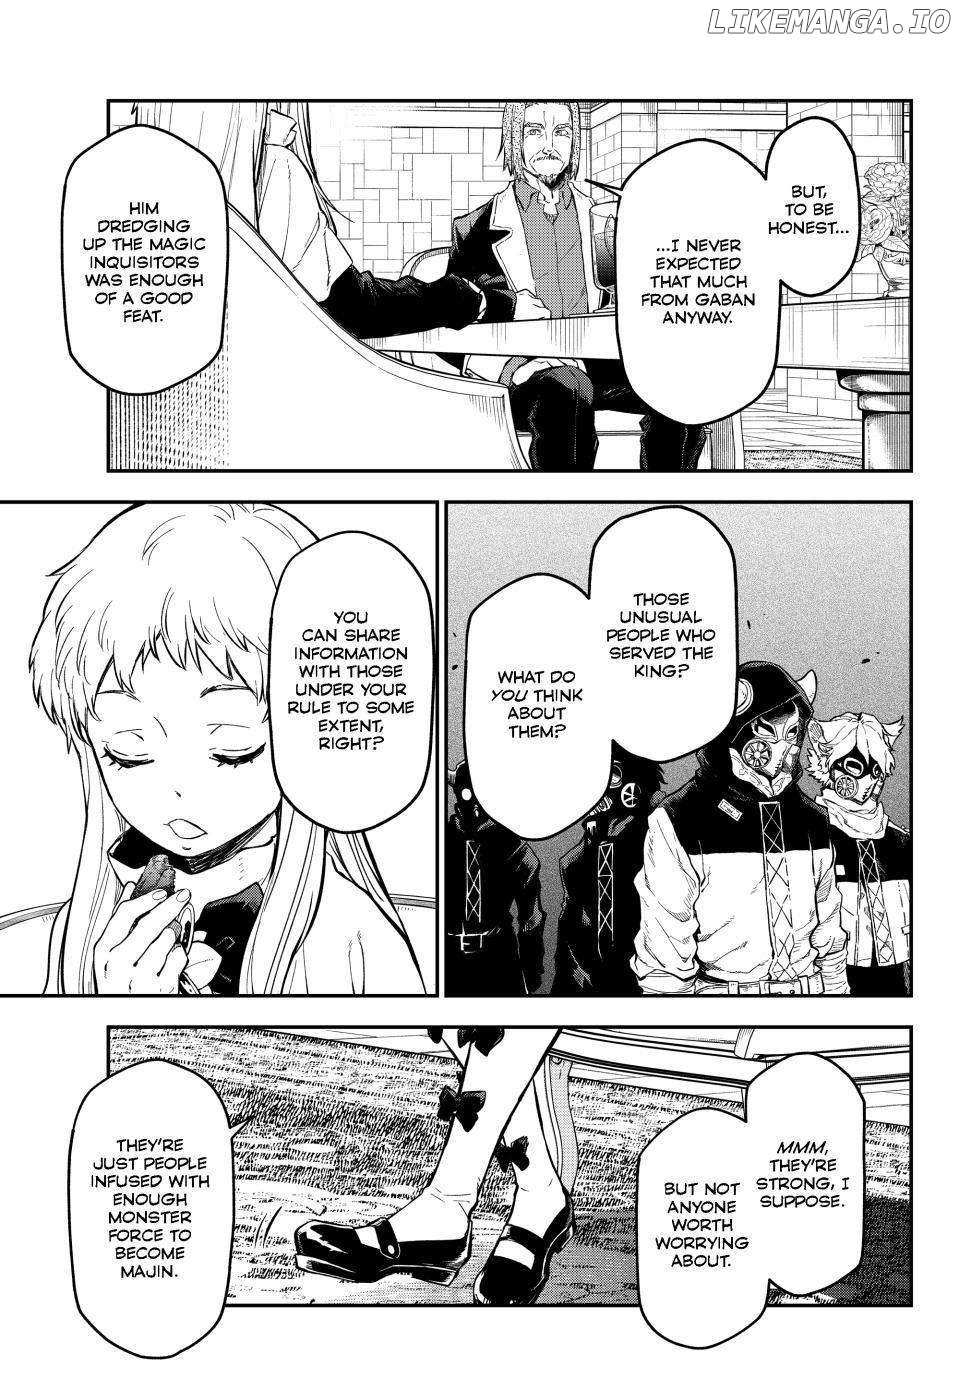 LIKEMANGA.IO
BUT,
TO BE
HONEST...
...I NEVER
EXPECTED
THAT MUCH
FROM GABAN
ANYWAY.
HIM
DREDGING
UP THE MAGIC
INQUISITORS
WAS ENOUGH
OF A GOOD
FEAT.
THOSE
UNUSUAL
PEOPLE WHO
SERVED THE
KING?
WHAT DO
YOU THINK
ABOUT
THEM?
YOU
CAN SHARE
INFORMATION
WITH THOSE
UNDER YOUR
RULE TO SOME
EXTENT,
RIGHT?
MMM,
THEY'RE
STRONG, I
SUPPOSE.
BUT NOT
ANYONE
WORTH
WORRYING
ABOUT.
THEY'RE
JUST PEOPLE
INFUSED WITH
ENOUGH
MONSTER
FORCE TO
BECOME
MAJIN.